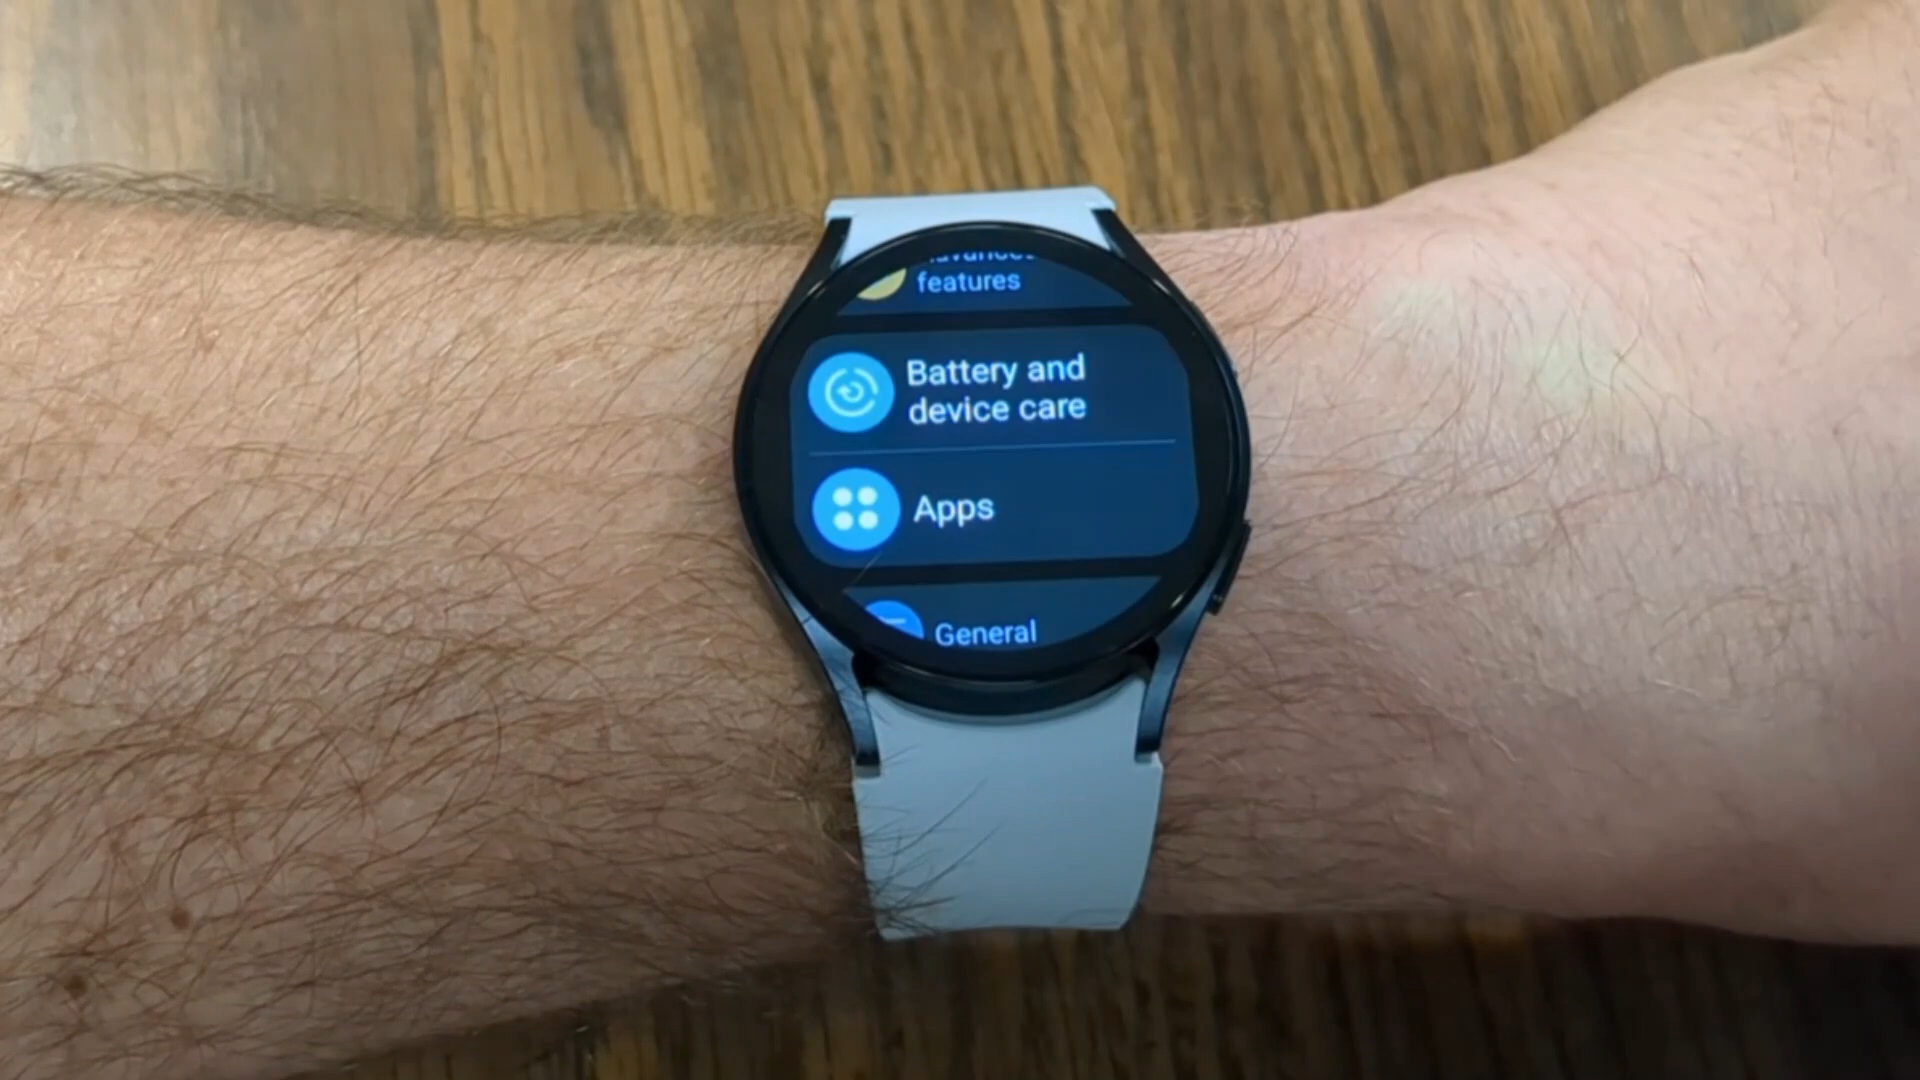 features
Battery and
device care
Apps
General